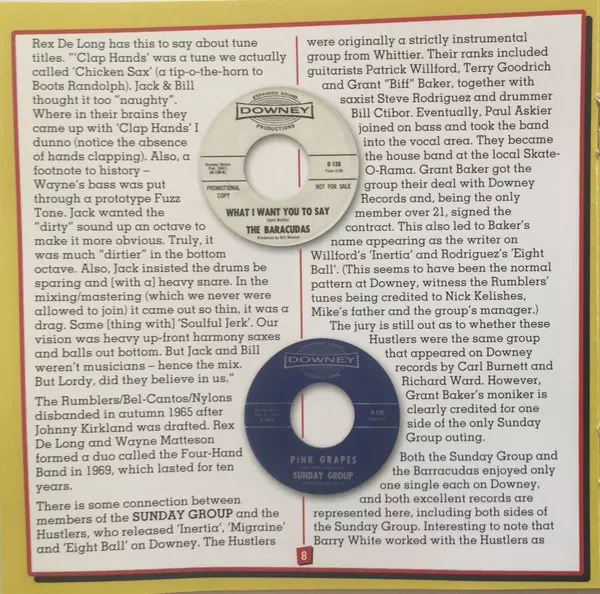 Rex De Long has this to say about tune
titles. "'Clap Hands' was a tune we actually
called 'Chicken Sax' (a tip-o-the-horn to
Boots Randolph). Jack & Bill
thought it too "naughty".
Where in their brains they
came up with 'Clap Hands' I
dunno (notice the absence
of hands clapping). Also, a
footnote to history –
Wayne's bass was put
through a prototype Fuzz
Tone. Jack wanted the
"dirty" sound up an octave to
make it more obvious. Truly, it
was much "dirtier" in the bottom
octave. Also, Jack insisted the drums be
sparing and [with a] heavy snare. In the
mixing/mastering (which we never were
allowed to join) it came out so thin, it was a
drag. Same [thing with] 'Soulful Jerk'. Our
vision was heavy up-front harmony saxes
and balls out bottom. But Jack and Bill
weren't musicians – hence the mix.
But Lordy, did they believe in us."
The Rumblers/Bel-Cantos/Nylons
disbanded in autumn 1965 after
Johnny Kirkland was drafted. Rex
De Long and Wayne Matteson
formed a duo called the Four-Hand
Band in 1969, which lasted for ten
years.
There is some connection between
members of the SUNDAY GROUP and the
Hustlers, who released 'Inertia', 'Migraine'
and 'Eight Ball' on Downey. The Hustlers
were originally a strictly instrumental
group from Whittier. Their ranks included
guitarists Patrick Willford, Terry Goodrich
and Grant "Biff" Baker, together with
saxist Steve Rodriguez and drummer
Bill Ctibor. Eventually, Paul Askier
joined on bass and took the band
into the vocal area. They became
the house band at the local Skate-
O-Rama. Grant Baker got the
group their deal with Downey
Records and, being the only
member over 21, signed the
contract. This also led to Baker's
name appearing as the writer on
Willford's 'Inertia' and Rodriguez's 'Eight
Ball'. (This seems to have been the normal
pattern at Downey, witness the Rumblers'
tunes being credited to Nick Kelishes,
Mike's father and the group's manager.)
The jury is still out as to whether these
Hustlers were the same group
that appeared on Downey
records by Carl Burnett and
Richard Ward. However,
Grant Baker's moniker is
clearly credited for one
side of the only Sunday
Group outing.
Both the Sunday Group and
the Barracudas enjoyed only
one single each on Downey,
and both excellent records are
represented here, including both sides of
the Sunday Group. Interesting to note that
Barry White worked with the Hustlers as
EXPANDED SOUND
DOWNEY
PRODUCTIONS
D-138
PROMOTIONAL
COPY
NOT FOR SALE
WHAT I WANT YOU TO SAY
THE BARACUDAS
DOWNEY
PINK GRAPES
SUNDAY GROUP
8